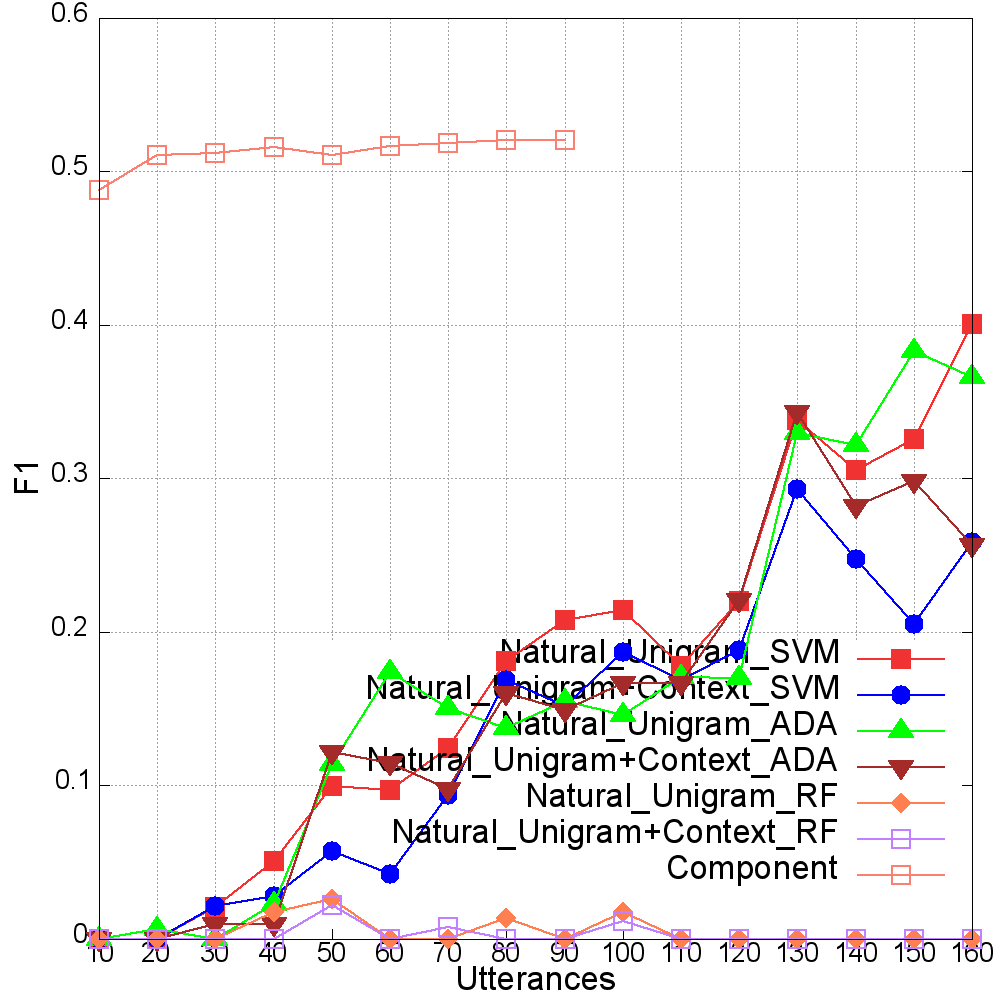 0.6
0.5
0.4
0.3
0.2
0.1
0
F1
Natural_Unigram_SVM
Natural_Unigram+Context_SVM
Natural_Unigram_ADA
Natural_Unigram+Context_ADA
Natural_Unigram_RF
Natural_Unigram+Context_RF
Component
10 20 30 40 50 60 70 80 90 100 110 120 130 140 150 160
Utterances